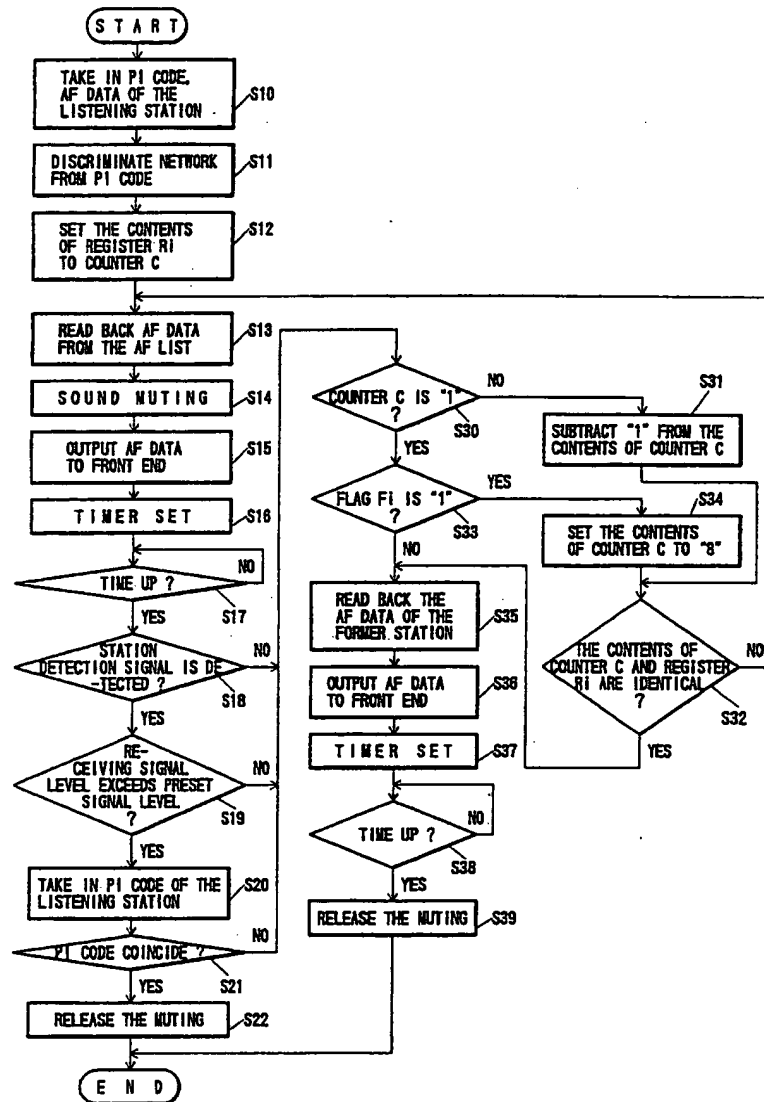 START
TAKE IN PI CODE,
AF DATA OF THE
LISTENING STATION
S10
DISCRIMINATE NETWORK
FROM PI CODE
S11
SET THE CONTENTS
OF REGISTER Ri
TO COUNTER C
S12
READ BACK AF DATA
FROM THE AF LIST
S13
SOUND MUTING
S14
OUTPUT AF DATA
TO FRONT END
S15
TIMER SET
S16
TIME UP ?
NO
S17
YES
STATION
DETECTION SIGNAL IS DE
-TECTED ?
NO
S18
YES
RE-
CEIVING SIGNAL
LEVEL EXCEEDS PRESET
SIGNAL LEVEL
?
NO
S19
YES
TAKE IN PI CODE OF THE
LISTENING STATION
S20
PI CODE COINCIDE ?
NO
S21
YES
RELEASE THE MUTING
S22
END
COUNTER C IS "1"
?
NO
S30
YES
SUBTRACT "1" FROM THE
CONTENTS OF COUNTER C
S31
FLAG Fi IS "1"
?
YES
S33
NO
SET THE CONTENTS
OF COUNTER C TO "8"
S34
THE CONTENTS OF
COUNTER C AND REGISTER
Ri ARE IDENTICAL
?
NO
S32
YES
READ BACK THE
AF DATA OF THE
FORMER STATION
S35
OUTPUT AF DATA
TO FRONT END
S36
TIMER SET
S37
TIME UP ?
NO
S38
YES
RELEASE THE MUTING
S39